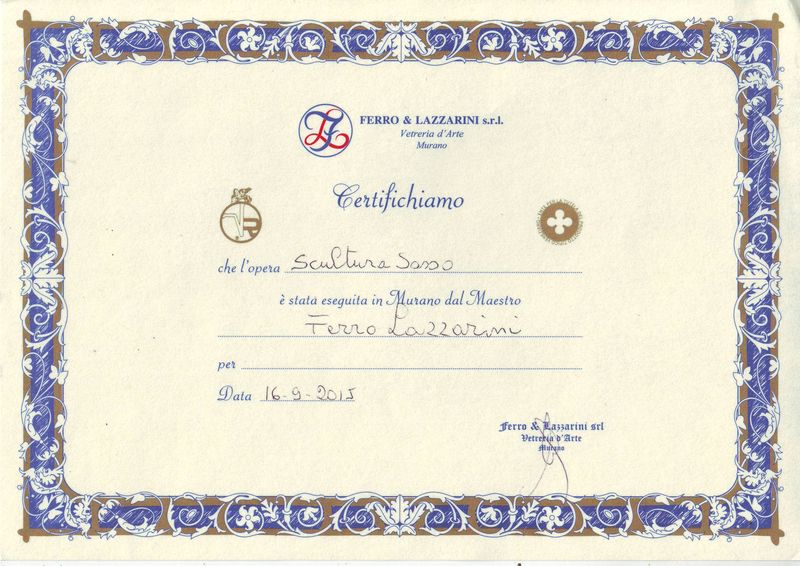 FERRO & LAZZARINI s.r.l.
Vetreria d'Arte
Murano
Certifichiamo
che l'opera Scultura Sasso
è stata eseguita in Murano dal Maestro
Ferro Lazzarini
per
Data 16-9-2015
Ferro & Lazzarini srl
Vetreria d'Arte
Murano